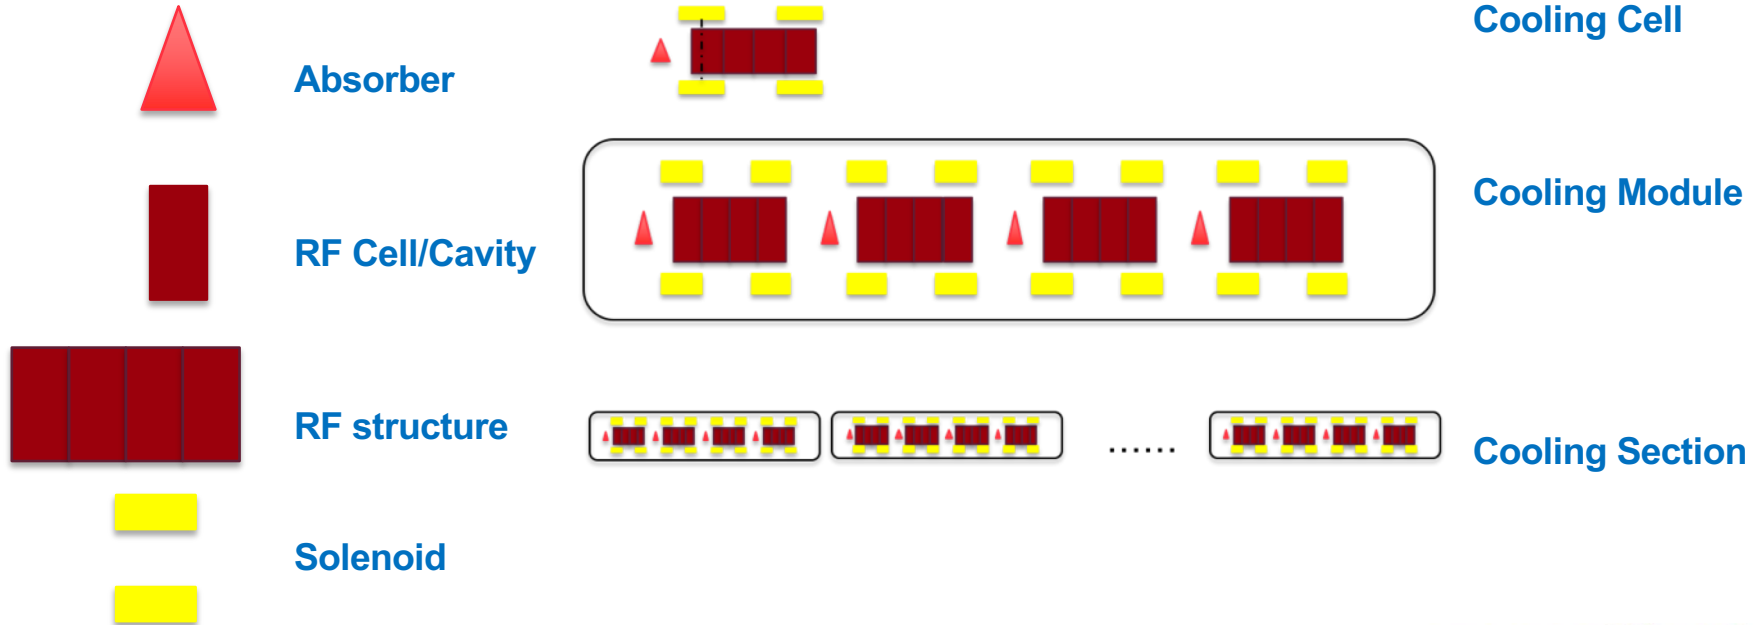 Absorber
RF Cell/Cavity
RF structure
Solenoid
Cooling Cell
Cooling Module
......
Cooling Section